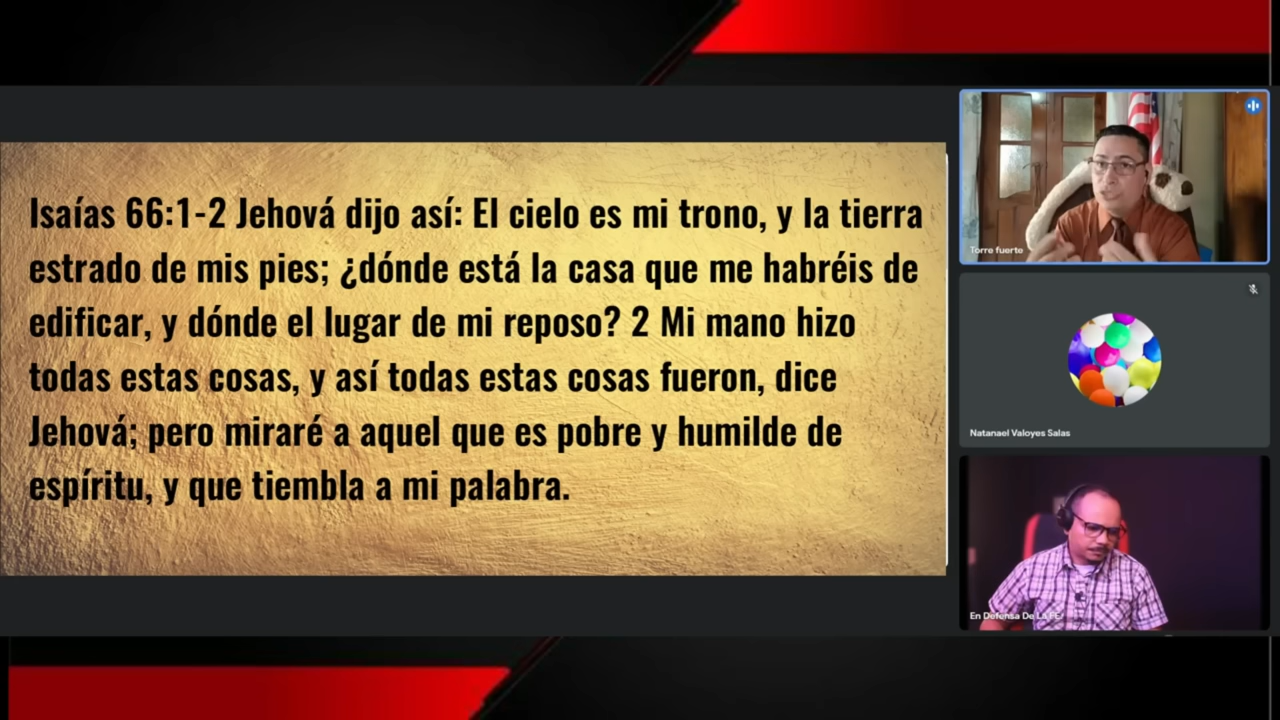 Isaías 66:1-2 Jehová dijo así: El cielo es mi trono, y la tierra
estrado de mis pies; ¿dónde está la casa que me habréis de
edificar, y dónde el lugar de mi reposo? 2 Mi mano hizo
todas estas cosas, y así todas estas cosas fueron, dice
Jehová; pero miraré a aquel que es pobre y humilde de
espíritu, y que tiembla a mi palabra.
Torre fuerte
Natanael Valoyes Salas
En Defensa De La FE